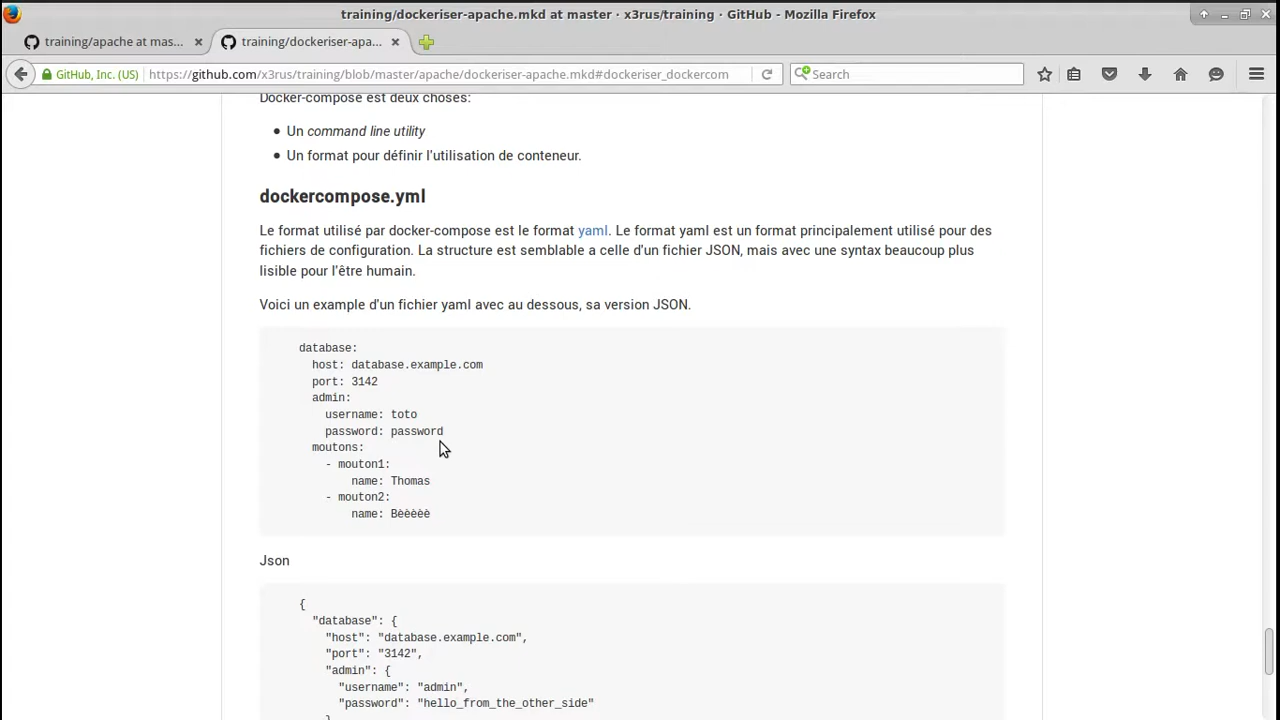 training/dockeriser-apache.mkd at master · x3rus/training · GitHub - Mozilla Firefox
training/apache at mas...
training/dockeriser-apa...
GitHub, Inc. (US)
https://github.com/x3rus/training/blob/master/apache/dockeriser-apache.mkd#dockeriser_dockercom
Search
Docker-compose est deux choses:
● Un command line utility
● Un format pour définir l'utilisation de conteneur.
dockercompose.yml
Le format utilisé par docker-compose est le format yaml. Le format yaml est un format principalement utilisé pour des
fichiers de configuration. La structure est semblable a celle d'un fichier JSON, mais avec une syntax beaucoup plus
lisible pour l'être humain.
Voici un example d'un fichier yaml avec au dessous, sa version JSON.
database:
host: database.example.com
port: 3142
admin:
username: toto
password: password
moutons:
- mouton1:
name: Thomas
- mouton2:
name: Bèèèèè
Json
{
"database": {
"host": "database.example.com",
"port": "3142",
"admin": {
"username": "admin",
"password": "hello_from_the_other_side"
}